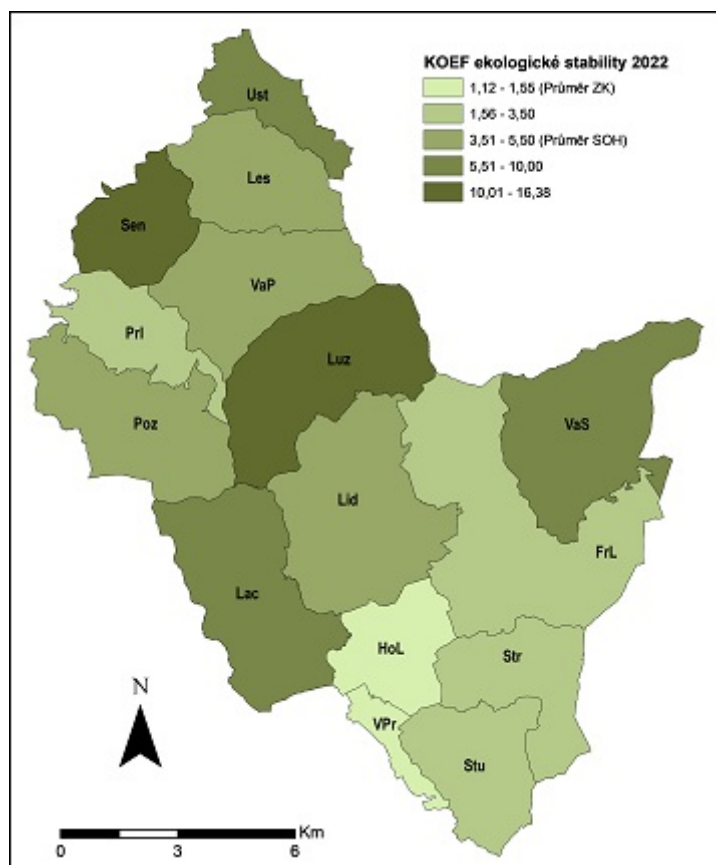 KOEF ekologické stability 2022
1,12 - 1,55 (Průměr ZK)
1,56 - 3,50
3,51 - 5,50 (Průměr SOH)
5,51 - 10,00
10,01 - 16,38
Ust
Les
Sen
VaP
Prl
Luz
Poz
VaS
Lid
FrL
Lac
HoL
Str
VPr
Stu
N
Km
0 3 6